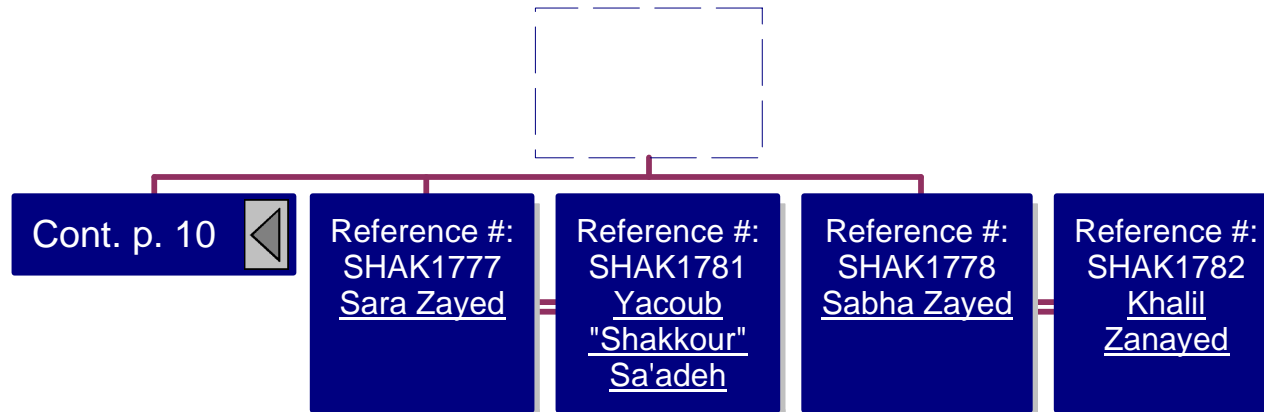 Cont. p. 10
Reference #:
SHAK1777
Sara Zayed
Reference #:
SHAK1781
Yacoub
"Shakkour"
Sa'adeh
Reference #:
SHAK1778
Sabha Zayed
Reference #:
SHAK1782
Khalil
Zanayed